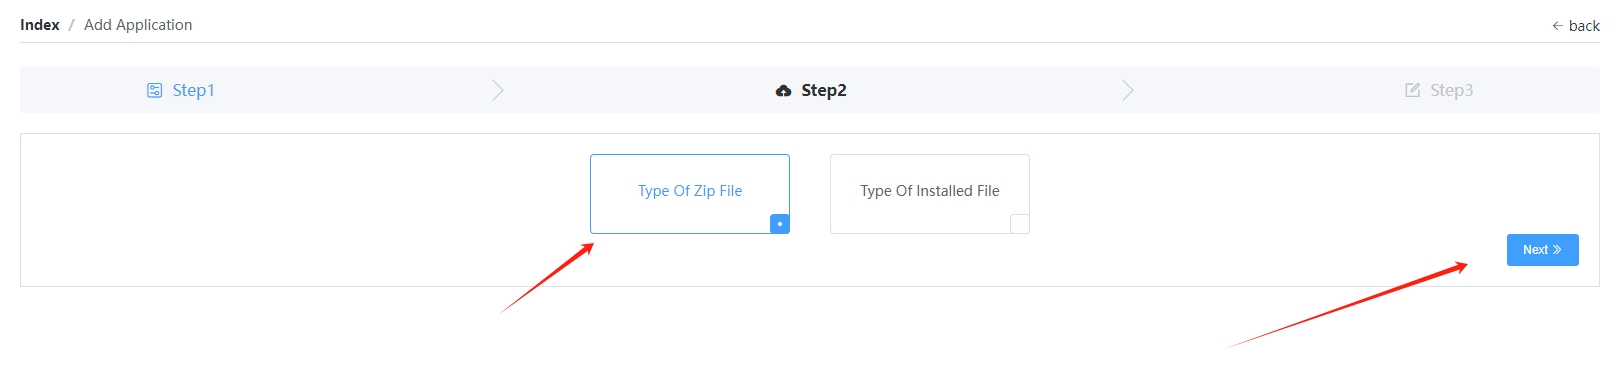 Index / Add Application
← back
Step1
Step2
Step3
Type Of Zip File
Type Of Installed File
Next »